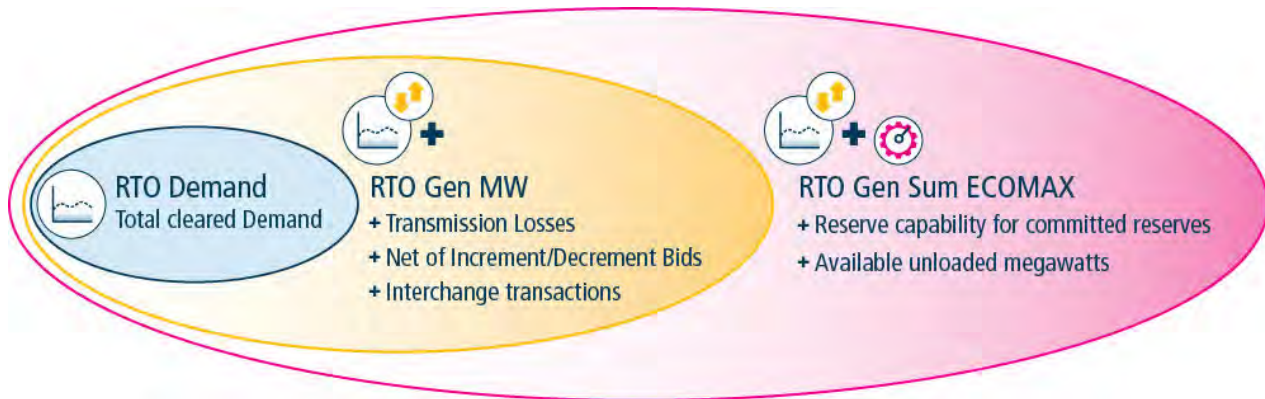 RTO Demand
Total cleared Demand
+
RTO Gen MW
+ Transmission Losses
+ Net of Increment/Decrement Bids
+ Interchange transactions
+
RTO Gen Sum ECOMAX
+ Reserve capability for committed reserves
+ Available unloaded megawatts